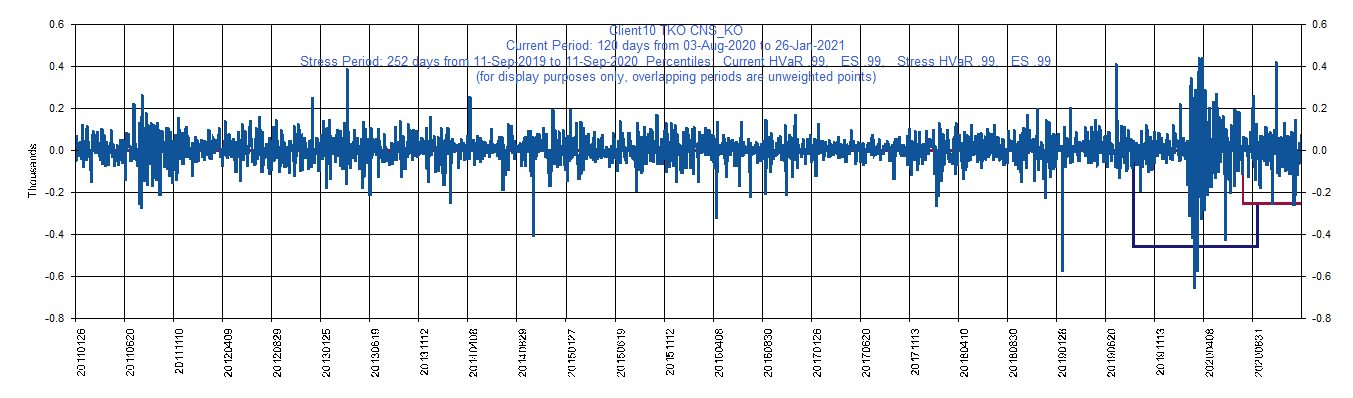 Client10 TKO CNS_KO
Current Period: 120 days from 03-Aug-2020 to 26-Jan-2021
Stress Period: 252 days from 11-Sep-2019 to 11-Sep-2020 Percentiles: Current HVaR .99, ES .99, Stress HVaR .99, ES .99
(for display purposes only, overlapping periods are unweighted points)
0.6 0.6
0.4 0.4
0.2 0.2
0.0 0.0
-0.2 -0.2
-0.4 -0.4
-0.6 -0.6
-0.8 -0.8
Thousands
20110126 20110620 20111110 20120409 20120829 20130125 20130619 20131112 20140408 20140829 20150127 20150619 20151112 20160408 20160830 20170126 20170620 20171113 20180410 20180830 20190128 20190620 20191113 20200408 20200831